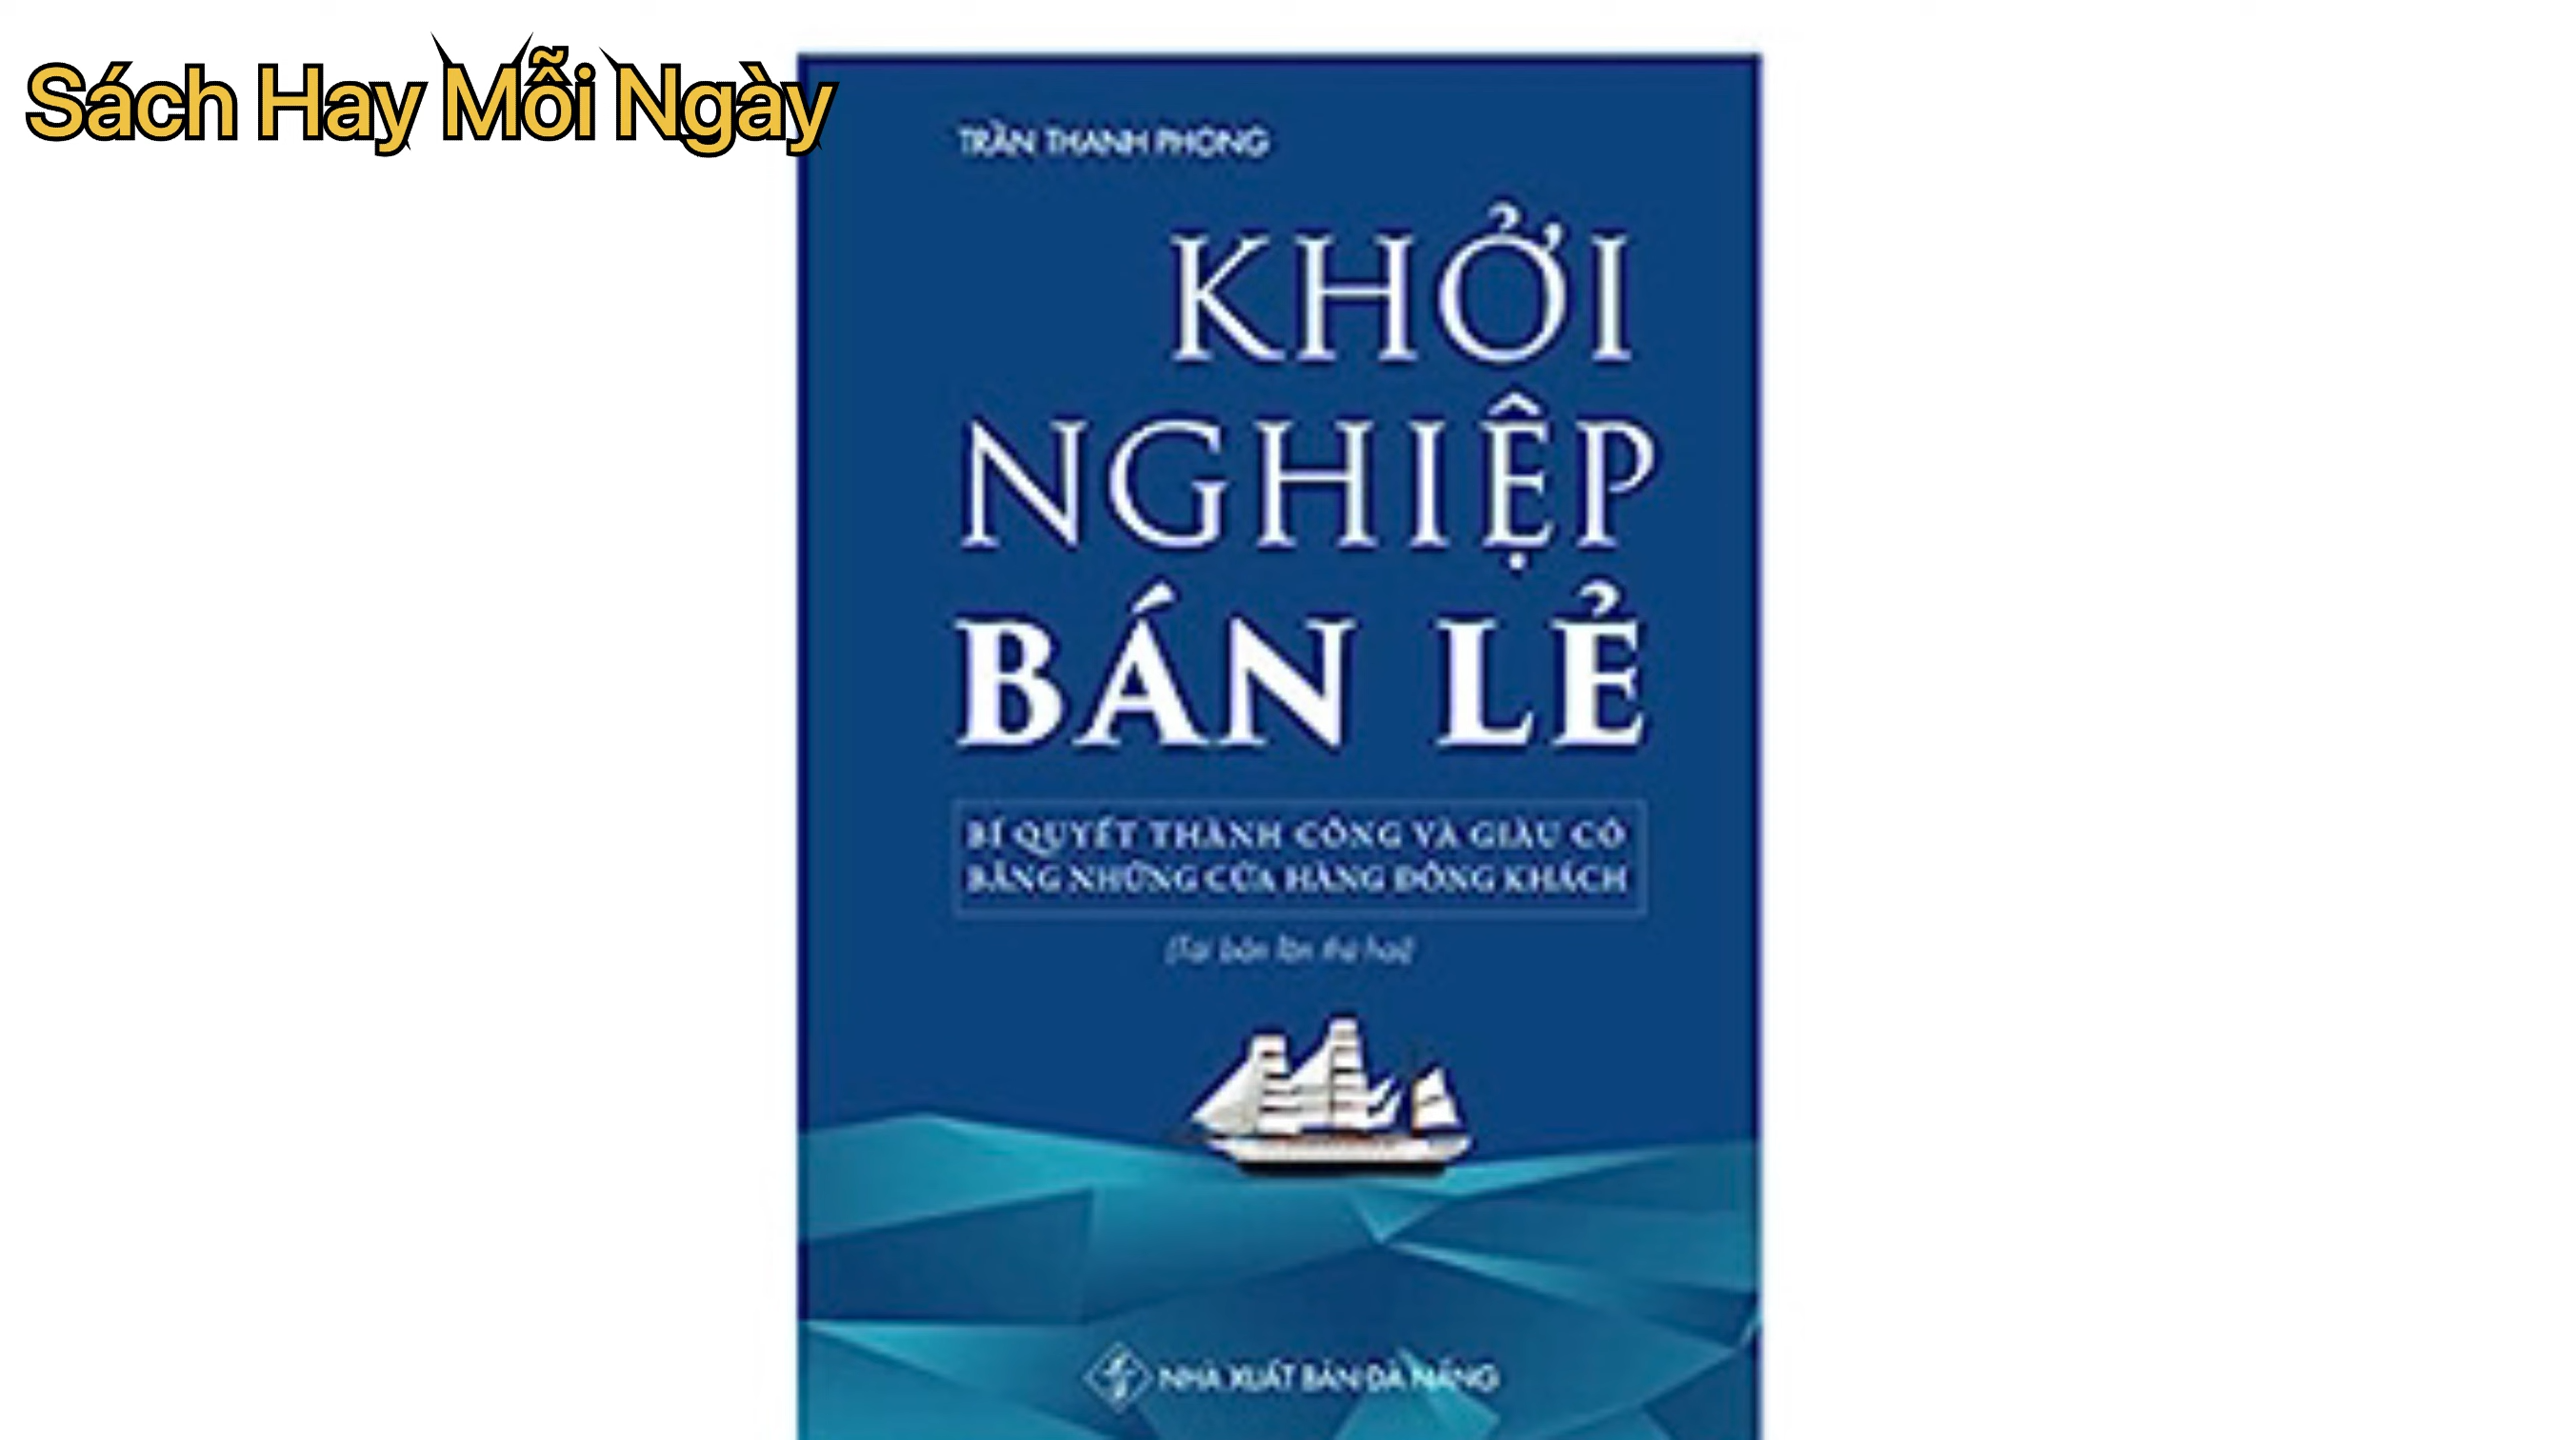 Sách Hay Mỗi Ngày
TRẦN THANH PHONG
KHỞI
NGHIỆP
BÁN LẺ
BÍ QUYẾT THÀNH CÔNG VÀ GIÀU CÓ
BẰNG NHỮNG CỬA HÀNG ĐÔNG KHÁCH
(Tái bản lần thứ hai)
NHÀ XUẤT BẢN ĐÀ NẴNG